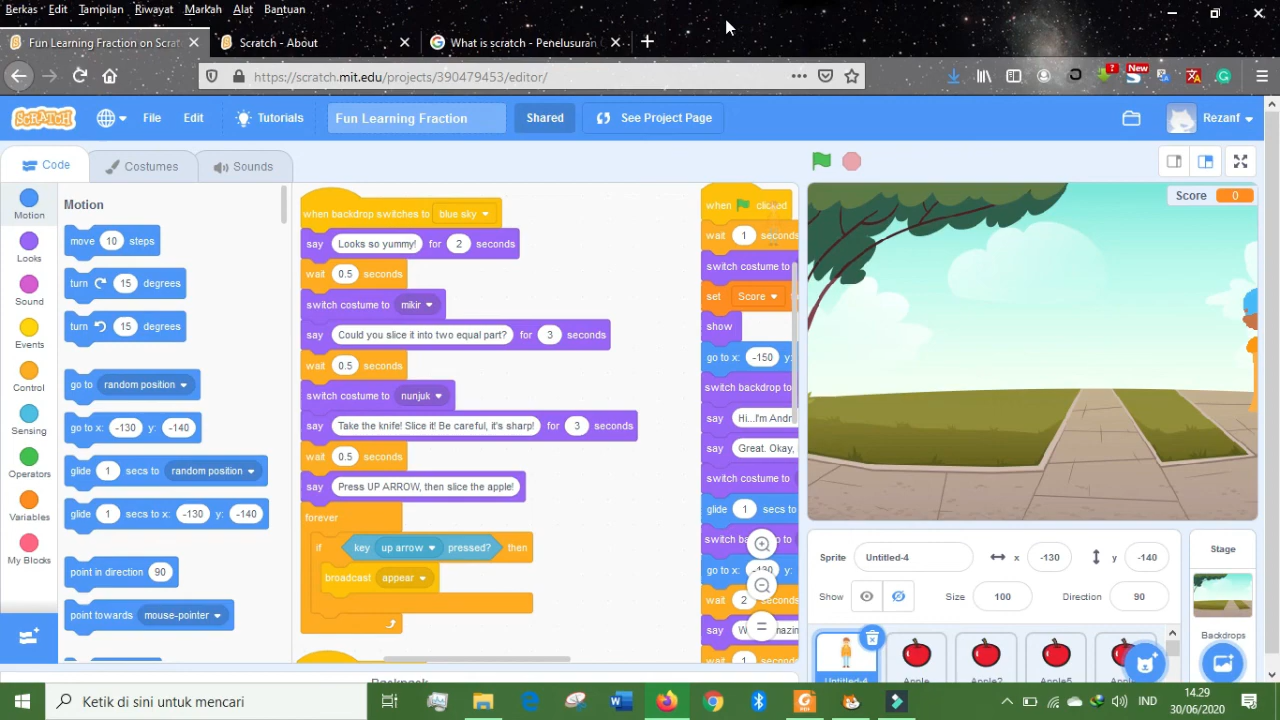 Berkas Edit Tampilan Riwayat Markah Alat Bantuan
Fun Learning Fraction on Scrat
Scratch - About
What is scratch - Penelusuran
https://scratch.mit.edu/projects/390479453/editor/
New
SCRATCH
File
Edit
Tutorials
Fun Learning Fraction
Shared
See Project Page
Rezanf
Code
Costumes
Sounds
Motion
Looks
Sound
Events
Control
Sensing
Operators
Variables
My Blocks
Motion
move 10 steps
turn 15 degrees
turn 15 degrees
go to random position
go to x: -130 y: -140
glide 1 secs to random position
glide 1 secs to x: -130 y: -140
point in direction 90
point towards mouse-pointer
when backdrop switches to blue sky
say Looks so yummy! for 2 seconds
wait 0.5 seconds
switch costume to mikir
say Could you slice it into two equal part? for 3 seconds
wait 0.5 seconds
switch costume to nunjuk
say Take the knife! Slice it! Be careful, it's sharp! for 3 seconds
wait 0.5 seconds
say Press UP ARROW, then slice the apple!
forever
if key up arrow pressed? then
broadcast appear
when clicked
wait 1 seconds
switch costume to
set Score
show
go to x: -150 y:
switch backdrop to
say Hi...I'm Andr
say Great. Okay,
switch costume to
glide 1 secs to
switch
go to x: -130
wait 2 seconds
say
wait 1 seconds
Score 0
Sprite Untitled-4 x -130 y -140
Show Size 100 Direction 90
Untitled-4
Apple
Apple2
Stage
Backdrops
Backpack
Ketik di sini untuk mencari
IND
14.29
30/06/2020